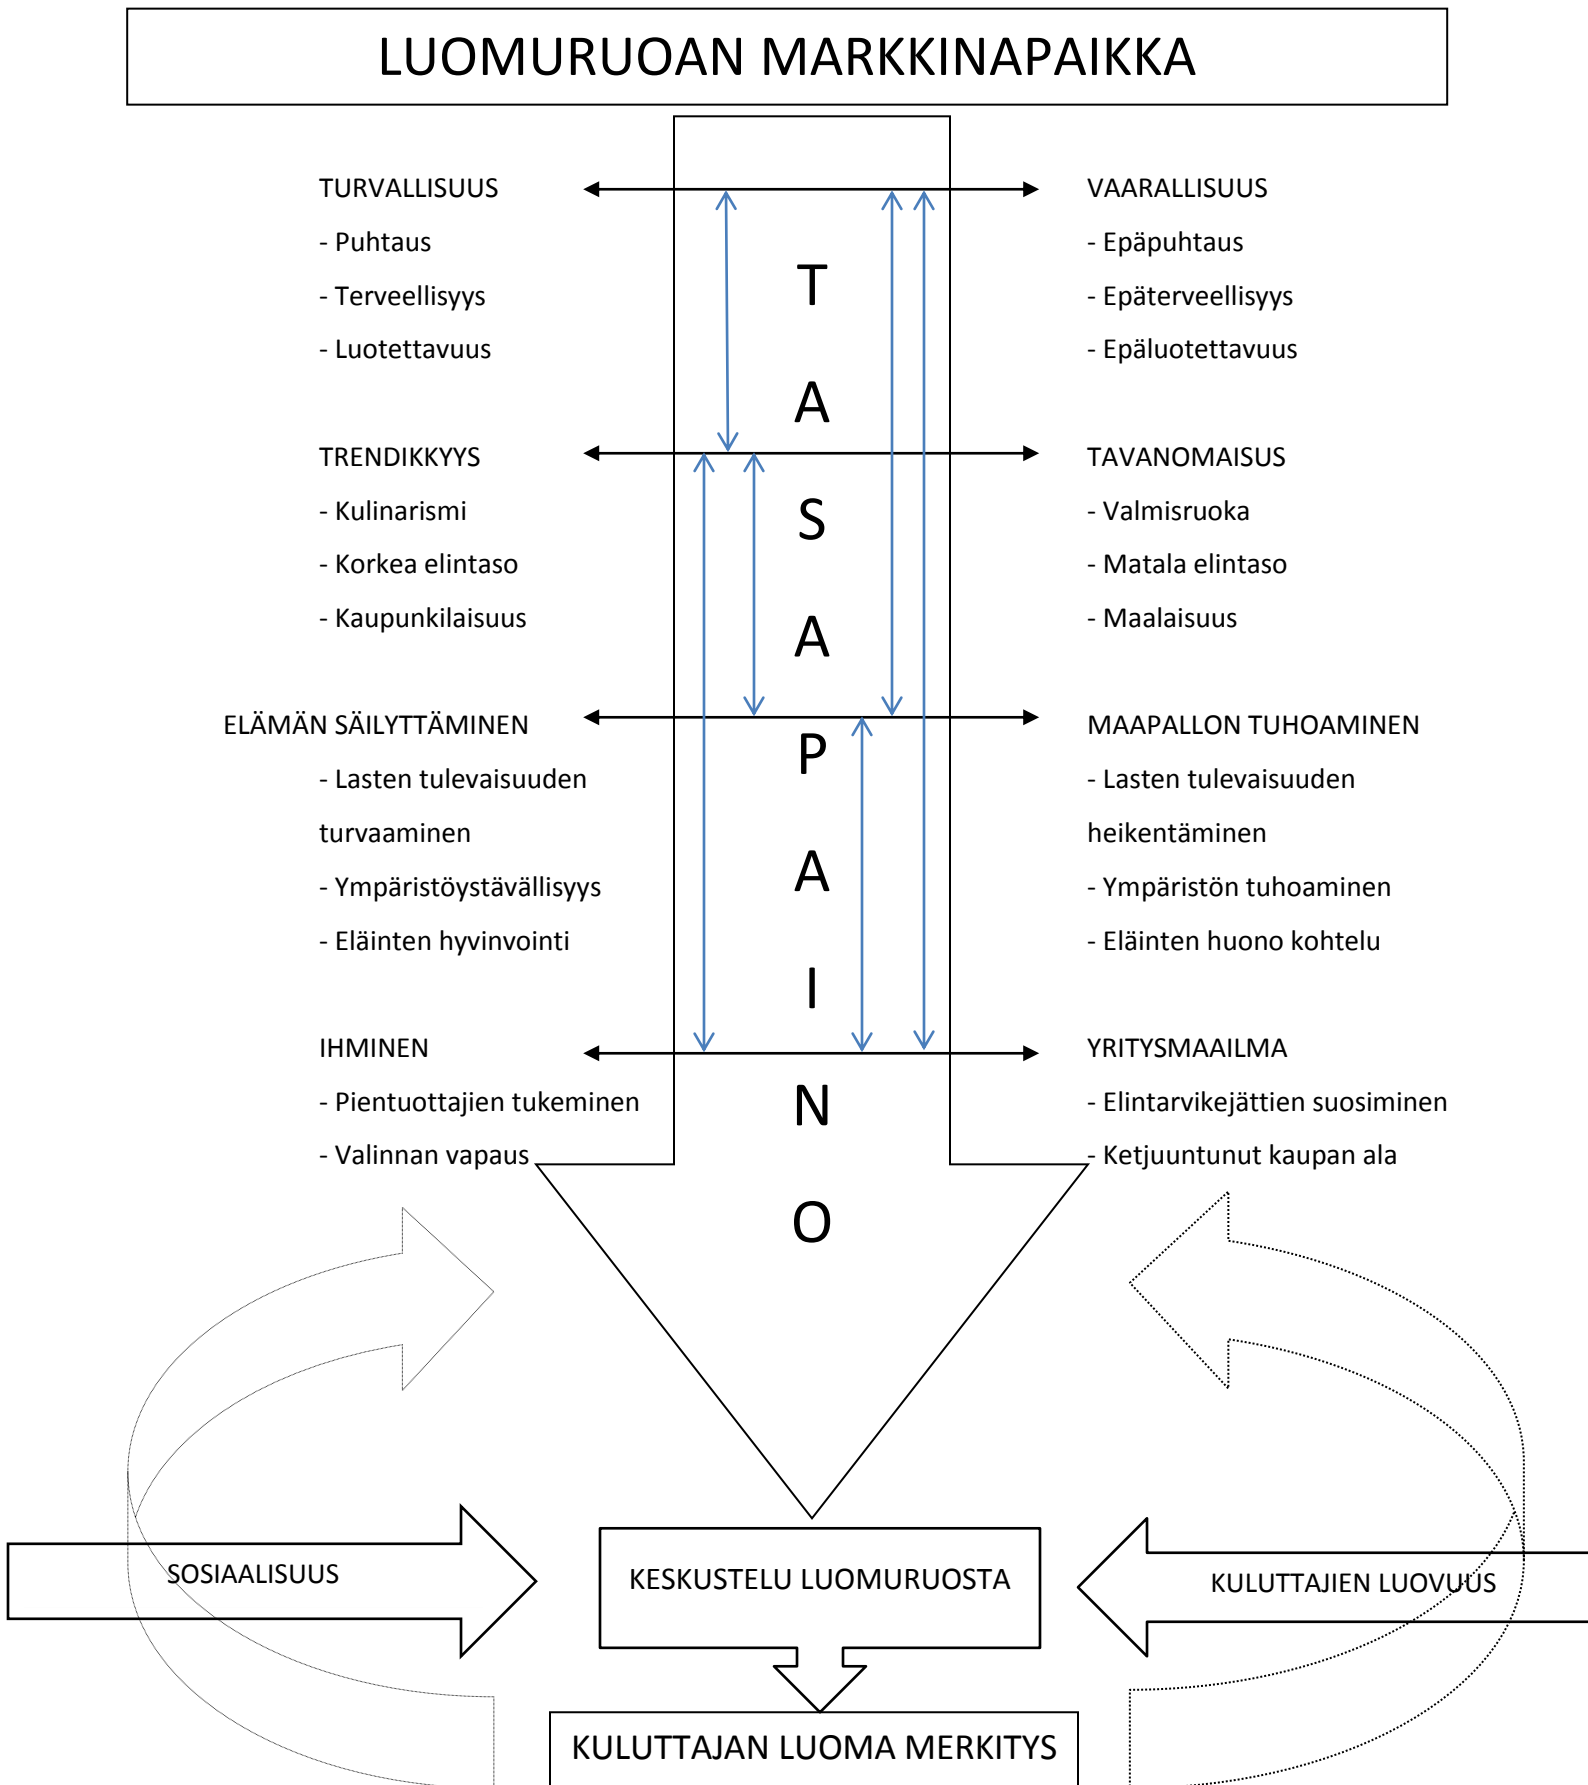 LUOMURUOAN MARKKINAPAIKKA
TURVALLISUUS
- Puhtaus
- Terveellisyys
- Luotettavuus
VAARALLISUUS
- Epäpuhtaus
- Epäterveellisyys
- Epäluotettavuus
TRENDIKKYYS
- Kulinarismi
- Korkea elintaso
- Kaupunkilaisuus
TAVANOMAISUS
- Valmisruoka
- Matala elintaso
- Maalaisuus
ELÄMÄN SÄILYTTÄMINEN
- Lasten tulevaisuuden
turvaaminen
- Ympäristöystävällisyys
- Eläinten hyvinvointi
MAAPALLON TUHOAMINEN
- Lasten tulevaisuuden
heikentäminen
- Ympäristön tuhoaminen
- Eläinten huono kohtelu
IHMINEN
- Pientuottajien tukeminen
- Valinnan vapaus
YRITYSMAAILMA
- Elintarvikejättien suosiminen
- Ketjuuntunut kaupan ala
T
A
S
A
P
A
I
N
O
SOSIAALISUUS
KESKUSTELU LUOMURUOSTA
KULUTTAJIEN LUOVUUS
KULUTTAJAN LUOMA MERKITYS